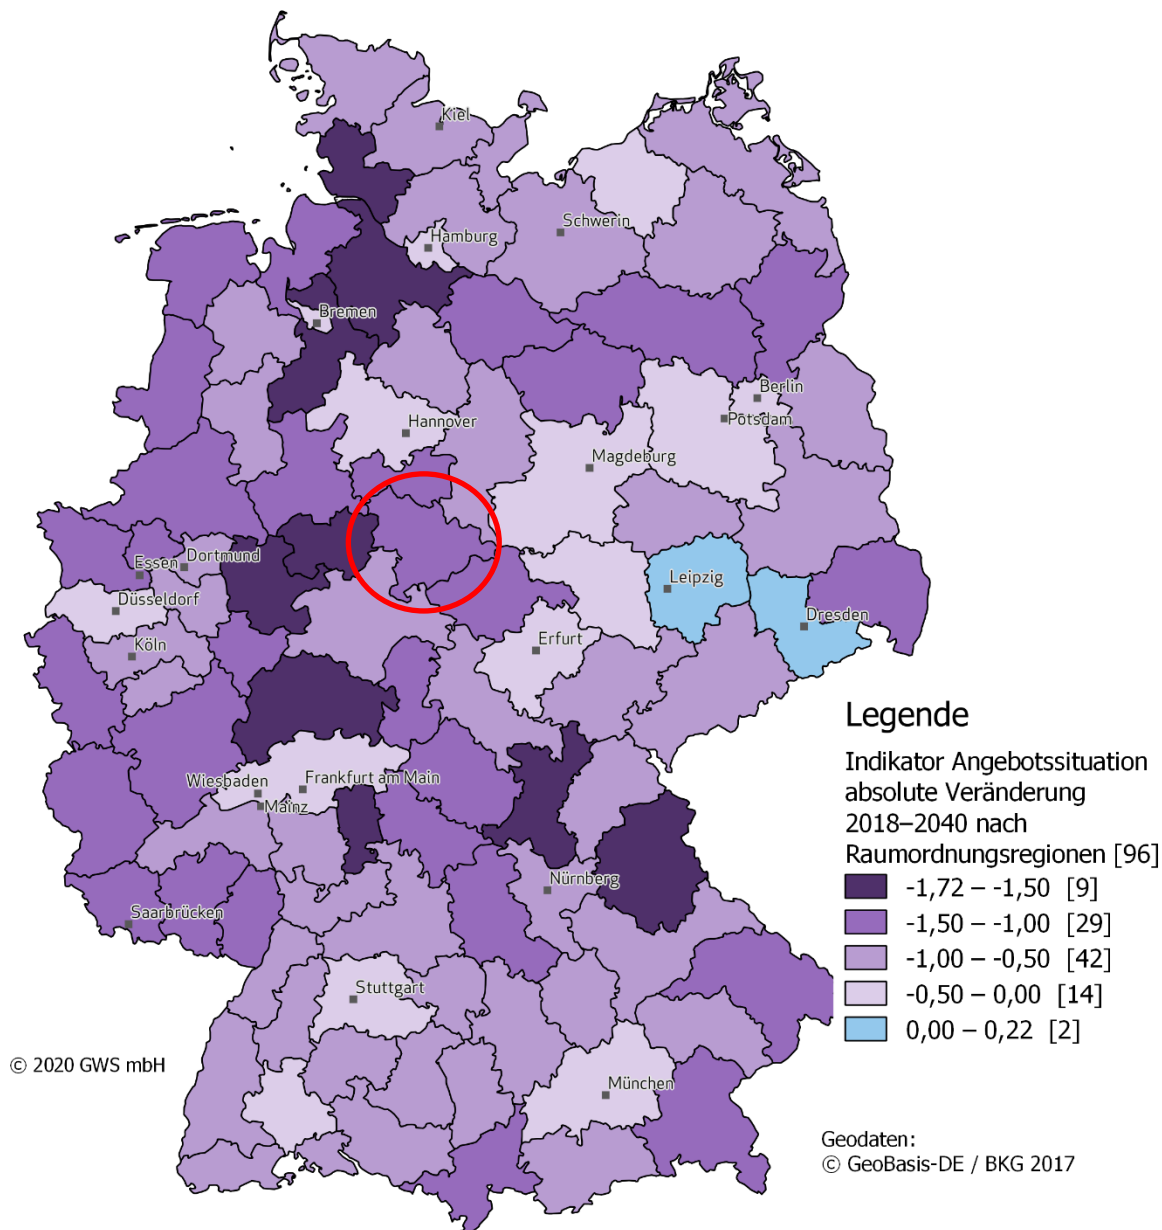 Kiel
Schwerin
Hamburg
Bremen
Berlin
Potsdam
Hannover
Magdeburg
Dortmund
Essen
Leipzig
Düsseldorf
Dresden
Erfurt
Köln
Legende
Indikator Angebotssituation
absolute Veränderung
2018–2040 nach
Raumordnungsregionen [96]
-1,72 – -1,50 [9]
-1,50 – -1,00 [29]
-1,00 – -0,50 [42]
-0,50 – 0,00 [14]
0,00 – 0,22 [2]
Wiesbaden
Frankfurt am Main
Mainz
Nürnberg
Saarbrücken
Stuttgart
© 2020 GWS mbH
München
Geodaten:
© GeoBasis-DE / BKG 2017